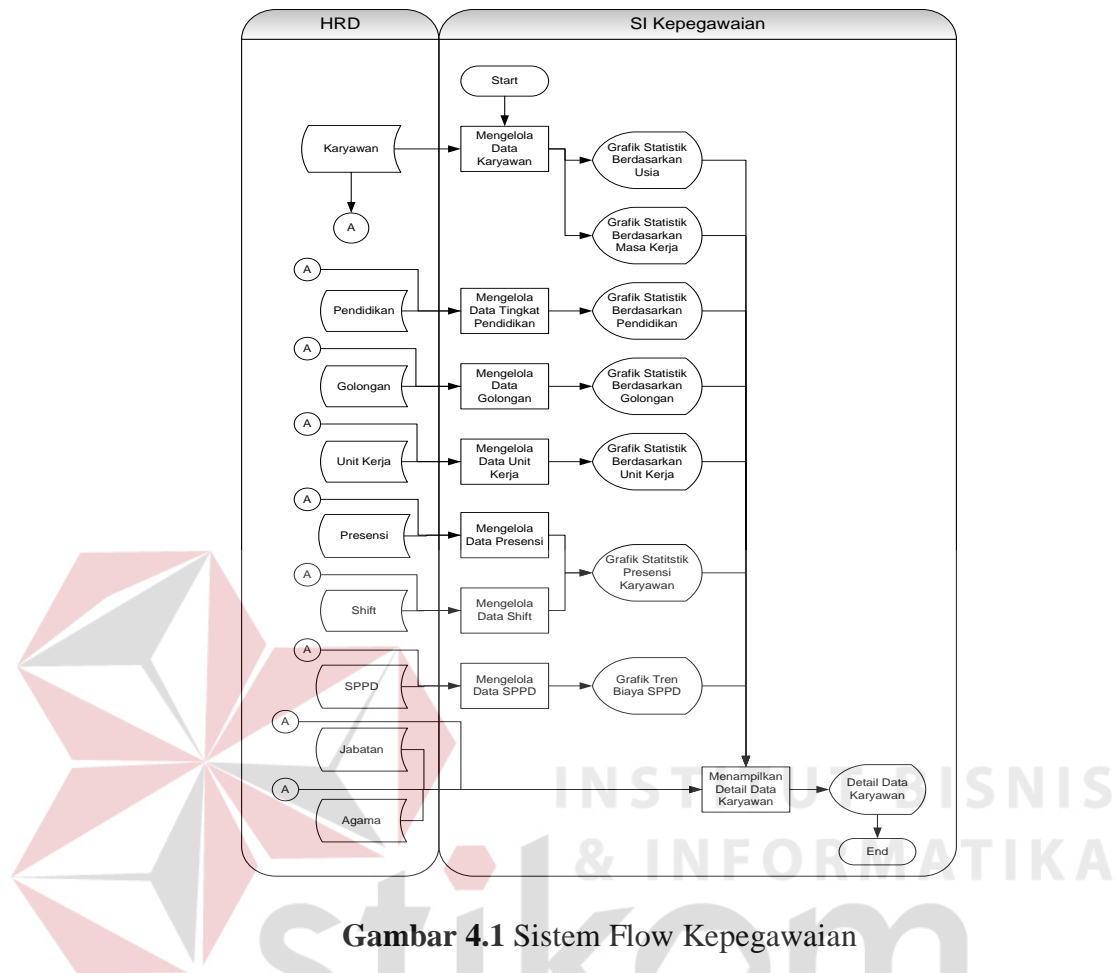 HRD
SI Kepegawaian
Start
Karyawan
Mengelola
Data
Karyawan
Grafik Statistik
Berdasarkan
Usia
A
Grafik Statistik
Berdasarkan
Masa Kerja
A
Pendidikan
Mengelola
Data Tingkat
Pendidikan
Grafik Statistik
Berdasarkan
Pendidikan
A
Golongan
Mengelola
Data
Golongan
Grafik Statistik
Berdasarkan
Golongan
A
Unit Kerja
Mengelola
Data Unit
Kerja
Grafik Statistik
Berdasarkan
Unit Kerja
A
Presensi
Mengelola
Data Presensi
Grafik Statitstik
Presensi
Karyawan
A
Shift
Mengelola
Data Shift
A
SPPD
Mengelola
Data SPPD
Grafik Tren
Biaya SPPD
A
Jabatan
A
Agama
Menampilkan
Detail Data
Karyawan
Detail Data
Karyawan
End
INSTITUT BISNIS
& INFORMATIKA
stikom
Gambar 4.1 Sistem Flow Kepegawaian